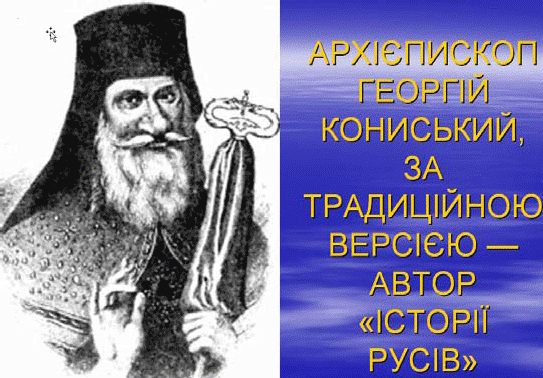 АРХІЄПИСКОП
ГЕОРГІЙ
КОНИСЬКИЙ,
ЗА
ТРАДИЦІЙНОЮ
ВЕРСІЄЮ —
АВТОР
«ІСТОРІЇ
РУСІВ»